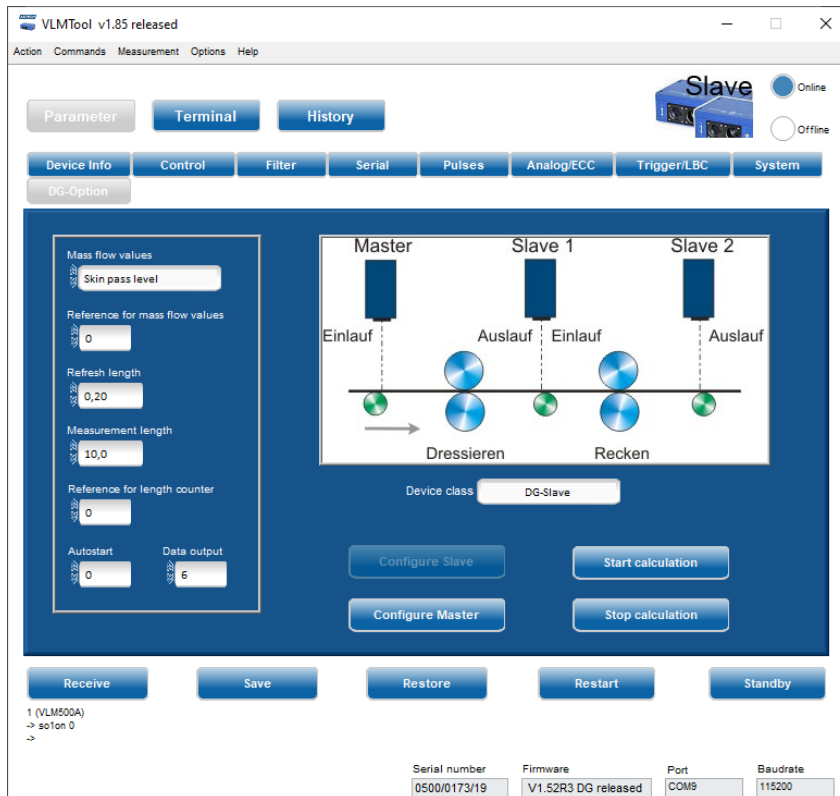 VLMTool v1.85 released
Action Commands Measurement Options Help
Slave
Online
Offline
Parameter Terminal History
Device Info Control Filter Serial Pulses Analog/ECC Trigger/LBC System
DG-Option
Mass flow values
Skin pass level
Reference for mass flow values
0
Refresh length
0,20
Measurement length
10,0
Reference for length counter
0
Autostart Data output
0 6
Master Slave 1 Slave 2
Einlauf Auslauf Einlauf Auslauf
Dressieren Recken
Device class DG-Slave
Configure Slave Start calculation
Configure Master Stop calculation
Receive Save Restore Restart Standby
1 (VLM500A)
-> so1on 0
->
Serial number Firmware Port Baudrate
0500/0173/19 V1.52R3 DG released COM9 115200